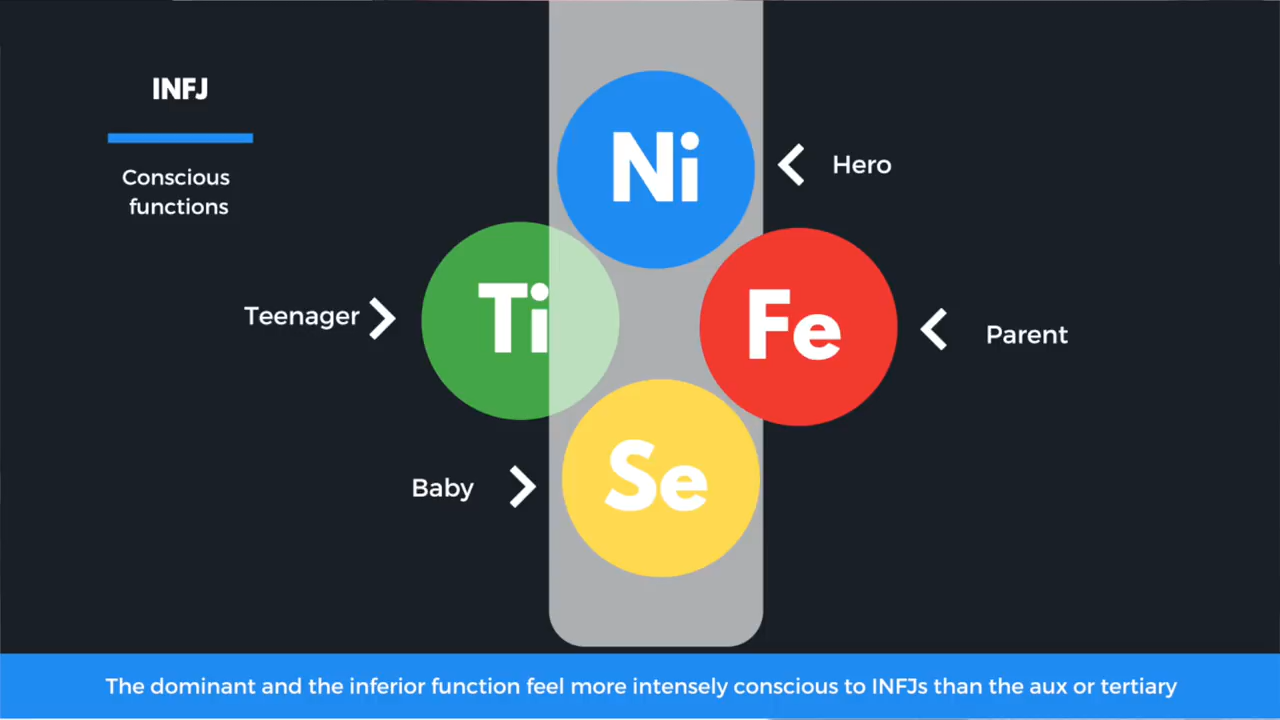 INFJ
Conscious
functions
Ni
Hero
Teenager
Ti
Fe
Parent
Baby
Se
The dominant and the inferior function feel more intensely conscious to INFJs than the aux or tertiary